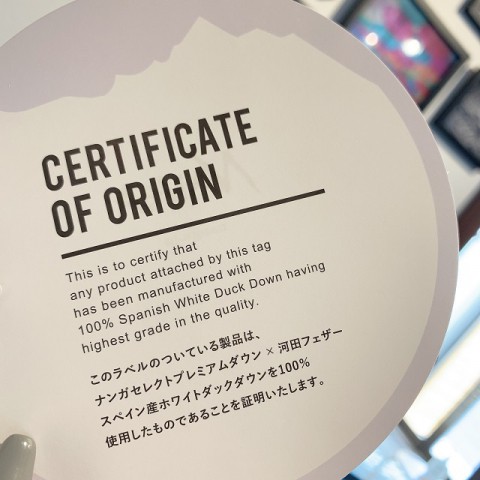 CERTIFICATE
OF ORIGIN
This is to certify that
any product attached by this tag
has been manufactured with
100% Spanish White Duck Down having
highest grade in the quality.
このラベルのついている製品は、
ナンガセレクトプレミアムダウン × 河田フェザー
スペイン産ホワイトダックダウンを100%
使用したものであることを証明いたします。